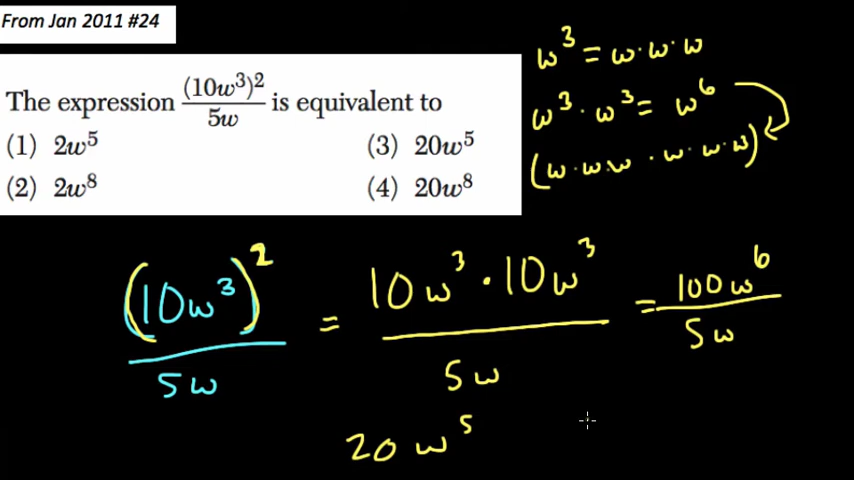 From Jan 2011 #24
The expression (10w³)²/5w is equivalent to
(1) 2w⁵
(3) 20w⁵
(2) 2w⁸
(4) 20w⁸
w³ = w·w·w
w³ · w³ = w⁶
(w·w·w · w·w·w)
(10w³)²/5w = 10w³ · 10w³/5w = 100w⁶/5w
20w⁵